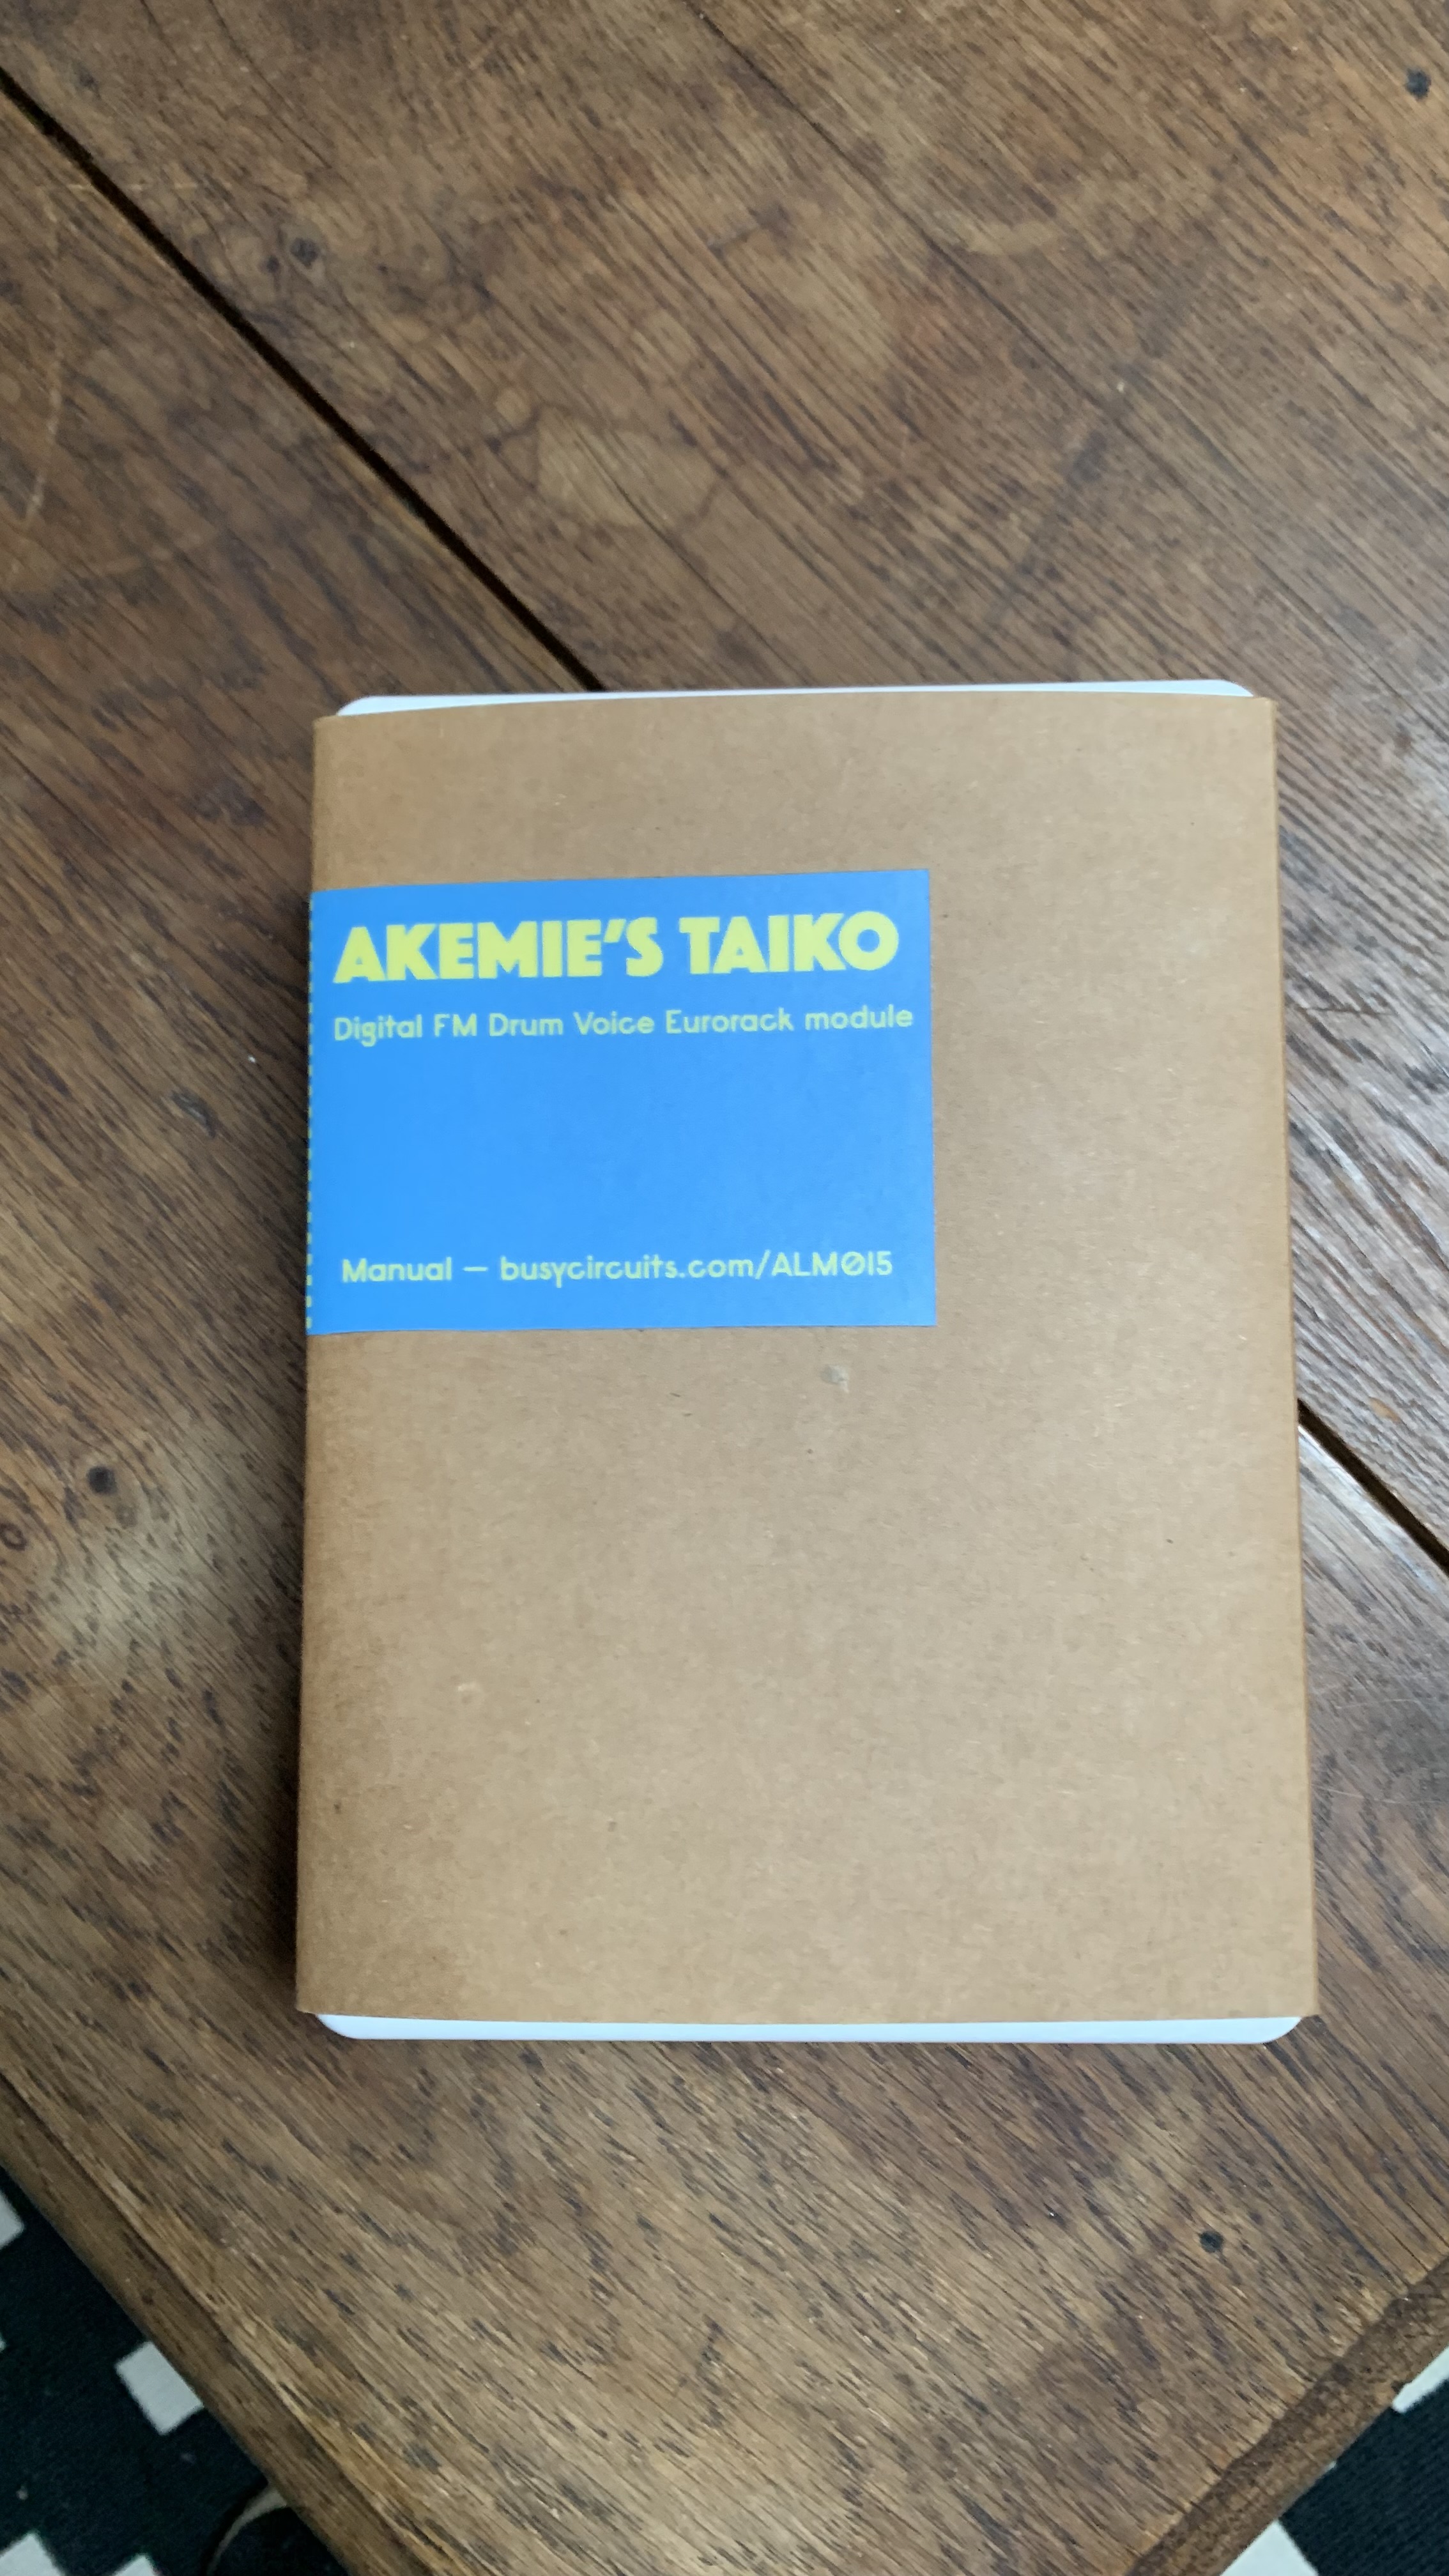 AKEMIE'S TAIKO
Digital FM Drum Voice Eurorack module
Manual — busycircuits.com/ALM015